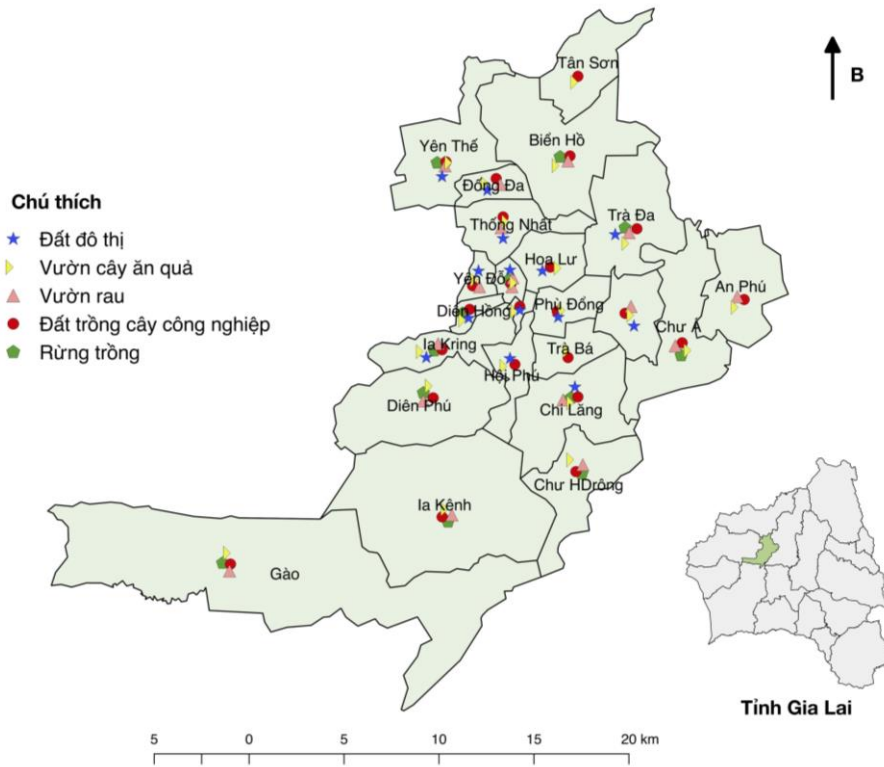 Tân Sơn
B
Yên Thế
Biển Hồ
Đống Đa
Chú thích
Đất đô thị
Vườn cây ăn quả
Vườn rau
Đất trồng cây công nghiệp
Rừng trồng
Thống Nhất
Trà Đa
Hoa Lư
Yên Đỗ
An Phú
Diên Hồng
Phù Đổng
Chư Á
Ia Kring
Trà Bá
Hội Phú
Diên Phú
Chi Lăng
Chư HDrông
Ia Kênh
Gào
Tỉnh Gia Lai
5 0 5 10 15 20 km